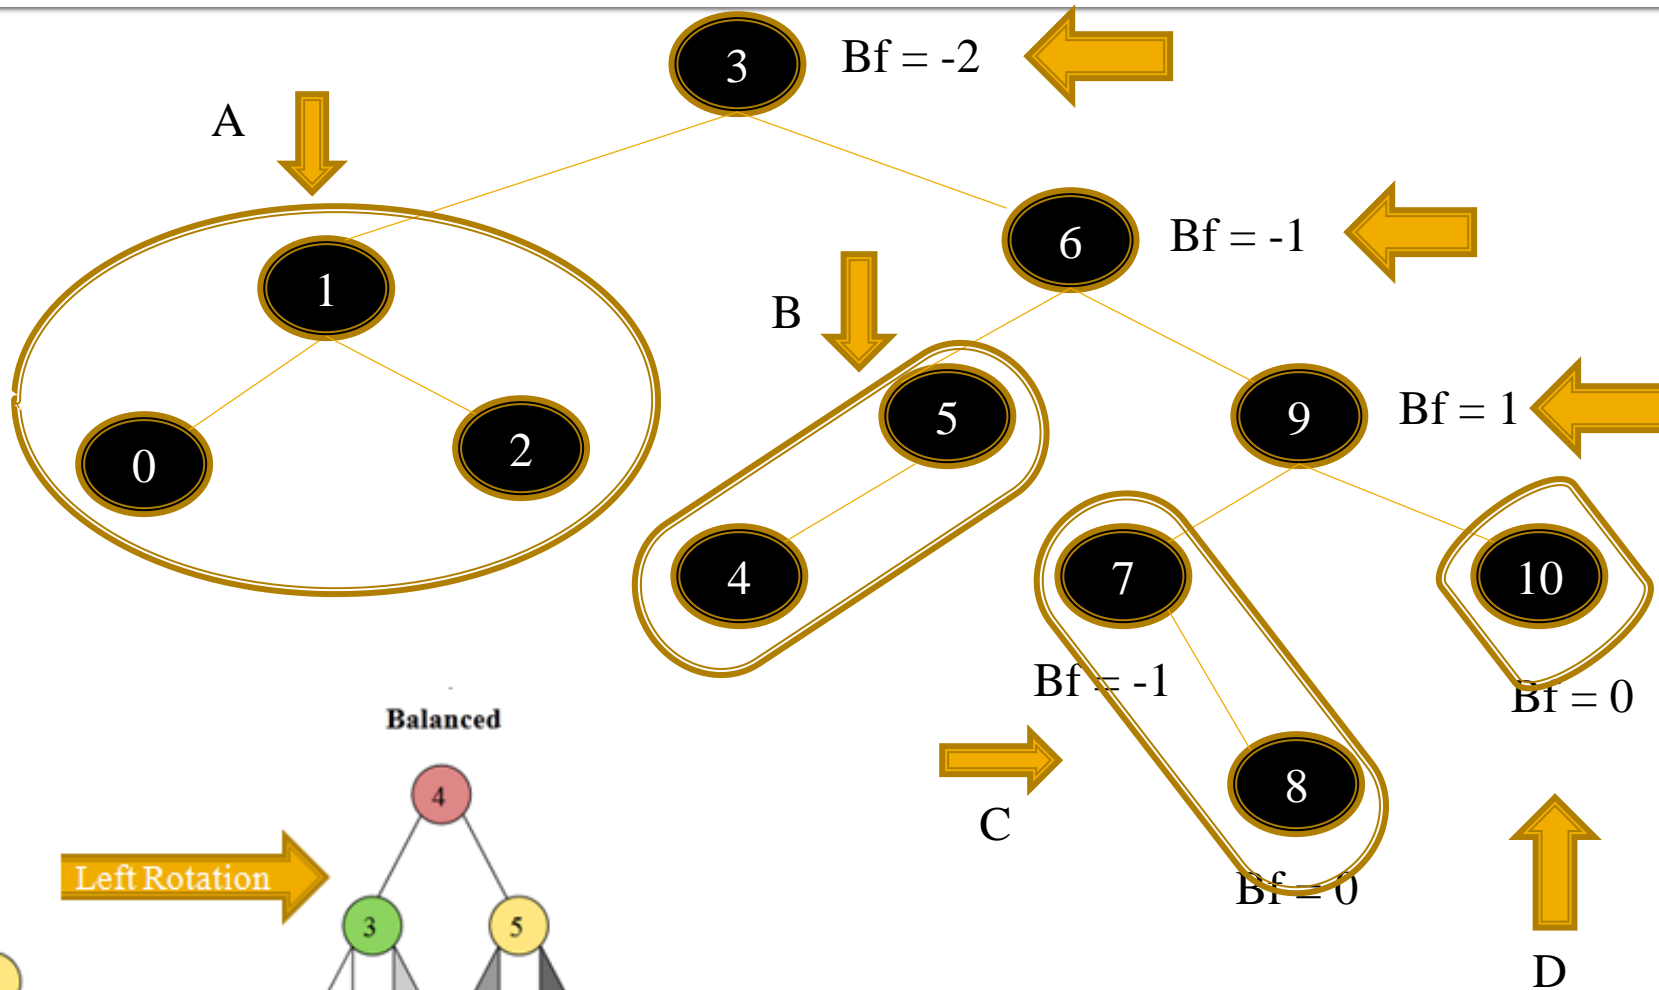 3
Bf = -2
A
6
Bf = -1
1
B
5
9
Bf = 1
0
2
4
7
10
Bf = -1
Bf = 0
Balanced
4
8
C
Left Rotation
Bf = 0
3
5
D